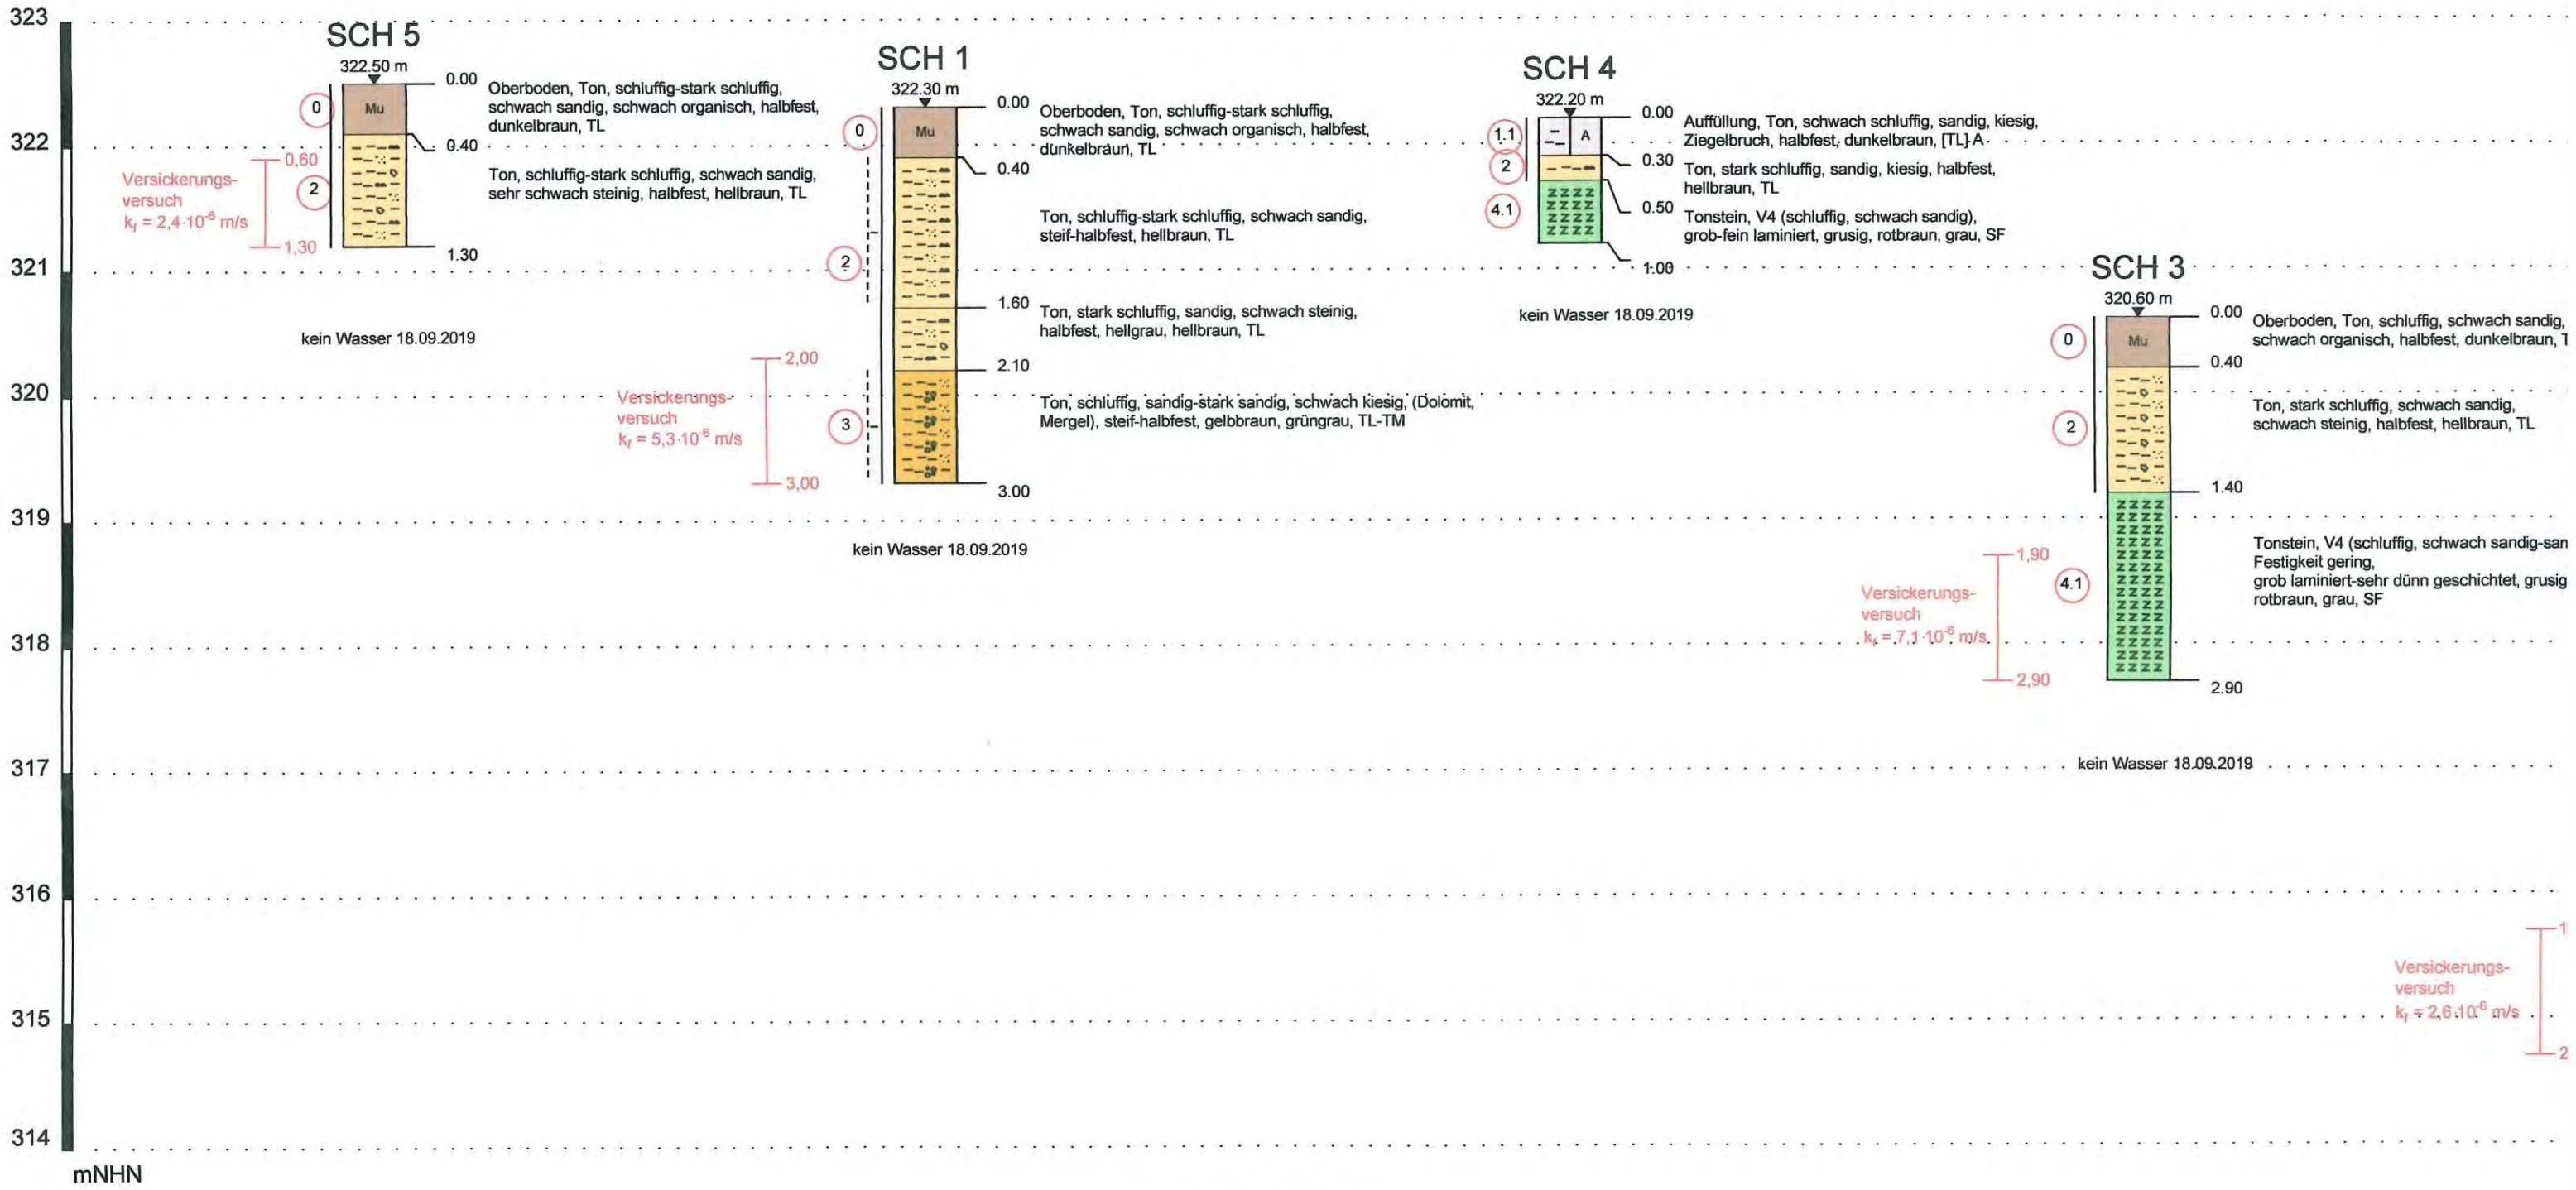 323
322
321
320
319
318
317
316
315
314
mNHN
SCH 5
322.50 m
0
Mu
0.00
Oberboden, Ton, schluffig-stark schluffig,
schwach sandig, schwach organisch, halbfest,
dunkelbraun, TL
0.40
Versickerungs-
versuch
kf = 2,4·10-6 m/s
0,60
1,30
2
Ton, schluffig-stark schluffig, schwach sandig,
sehr schwach steinig, halbfest, hellbraun, TL
1.30
kein Wasser 18.09.2019
SCH 1
322.30 m
0
Mu
0.00
Oberboden, Ton, schluffig-stark schluffig,
schwach sandig, schwach organisch, halbfest,
dunkelbraun, TL
0.40
2
Ton, schluffig-stark schluffig, schwach sandig,
steif-halbfest, hellbraun, TL
1.60
Ton, stark schluffig, sandig, schwach steinig,
halbfest, hellgrau, hellbraun, TL
2.10
Versickerungs-
versuch
kf = 5,3·10-6 m/s
2,00
3,00
3
Ton, schluffig, sandig-stark sandig, schwach kiesig, (Dolomit,
Mergel), steif-halbfest, gelbbraun, grüngrau, TL-TM
3.00
kein Wasser 18.09.2019
SCH 4
322.20 m
1.1
A
0.00
Auffüllung, Ton, schwach schluffig, sandig, kiesig,
Ziegelbruch, halbfest, dunkelbraun, [TL]-A
0.30
2
Ton, stark schluffig, sandig, kiesig, halbfest,
hellbraun, TL
0.50
4.1
Tonstein, V4 (schluffig, schwach sandig),
grob-fein laminiert, grusig, rotbraun, grau, SF
1.00
kein Wasser 18.09.2019
SCH 3
320.60 m
0
Mu
0.00
Oberboden, Ton, schluffig, schwach sandig,
schwach organisch, halbfest, dunkelbraun,
0.40
2
Ton, stark schluffig, schwach sandig,
schwach steinig, halbfest, hellbraun, TL
1.40
Versickerungs-
versuch
kf = 7,1·10-6 m/s
1,90
2,90
4.1
Tonstein, V4 (schluffig, schwach sandig-san
Festigkeit gering,
grob laminiert-sehr dünn geschichtet, grusig
rotbraun, grau, SF
2.90
kein Wasser 18.09.2019
Versickerungs-
versuch
kf = 2,6·10-6 m/s
1
2